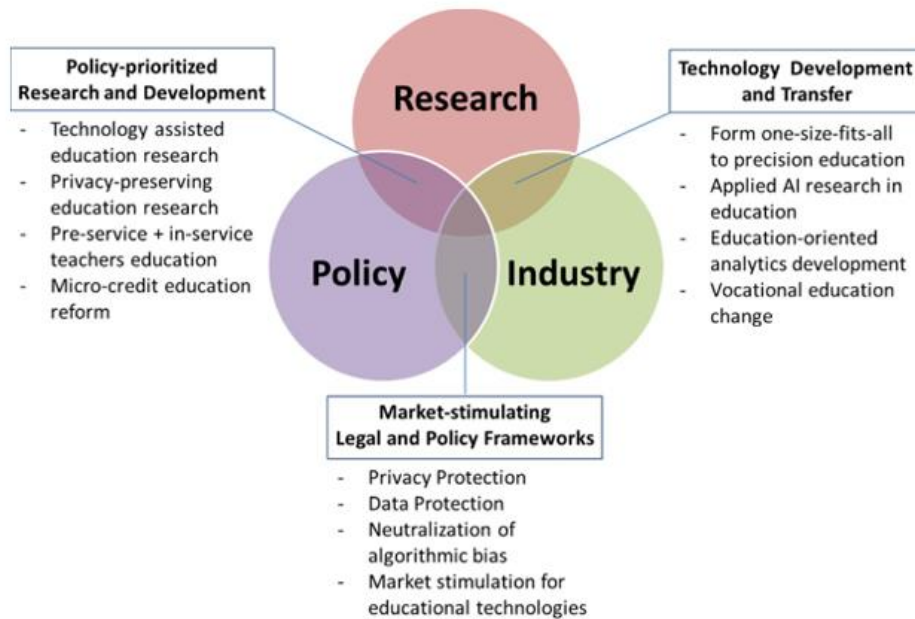 Policy-prioritized
Research and Development
- Technology assisted
education research
- Privacy-preserving
education research
- Pre-service + in-service
teachers education
- Micro-credit education
reform
Research
Policy
Industry
Technology Development
and Transfer
- Form one-size-fits-all
to precision education
- Applied AI research in
education
- Education-oriented
analytics development
- Vocational education
change
Market-stimulating
Legal and Policy Frameworks
- Privacy Protection
- Data Protection
- Neutralization of
algorithmic bias
- Market stimulation for
educational technologies